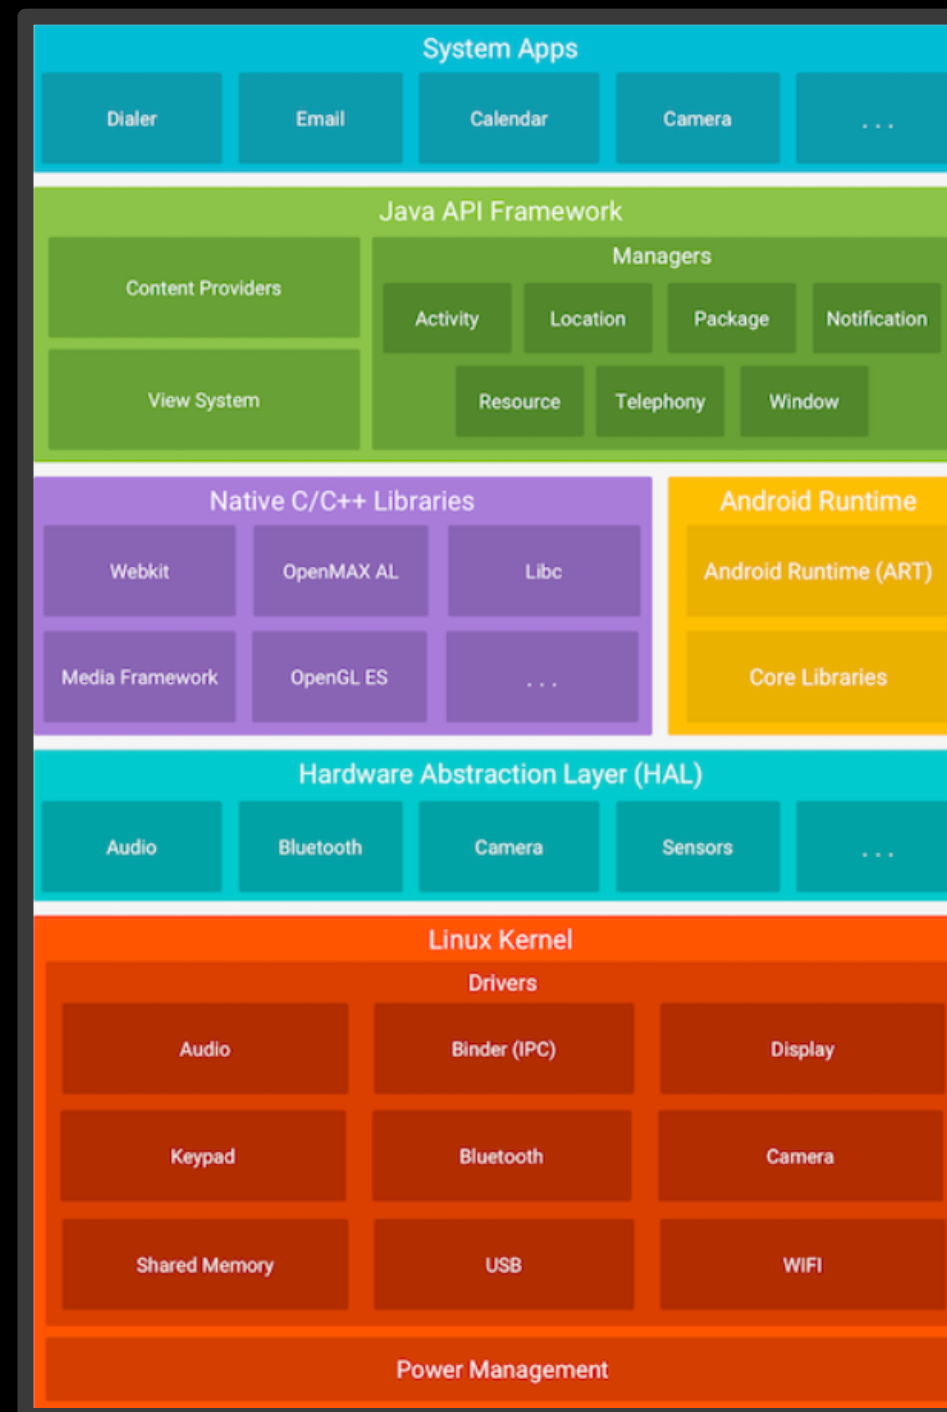 System Apps
Dialer Email Calendar Camera . . .
Java API Framework
Content Providers
View System
Managers
Activity Location Package Notification
Resource Telephony Window
Native C/C++ Libraries
Webkit OpenMAX AL Libc
Media Framework OpenGL ES . . .
Android Runtime
Android Runtime (ART)
Core Libraries
Hardware Abstraction Layer (HAL)
Audio Bluetooth Camera Sensors . . .
Linux Kernel
Drivers
Audio Binder (IPC) Display
Keypad Bluetooth Camera
Shared Memory USB WIFI
Power Management